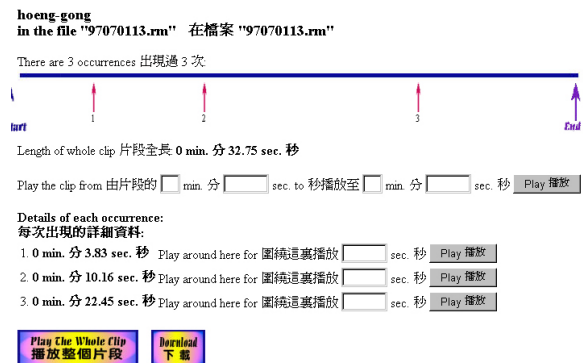 hoeng-gong
in the file "97070113.rm" 在檔案 "97070113.rm"
There are 3 occurrences 出現過 3 次:
1 2 3
tart End
Length of whole clip 片段全長: 0 min. 分 32.75 sec. 秒
Play the clip from 由片段的 min. 分 sec. to 秒播放至 min. 分 sec. 秒 Play 播放
Details of each occurrence:
每次出現的詳細資料:
1. 0 min. 分 3.83 sec. 秒 Play around here for 圍繞這裏播放 sec. 秒 Play 播放
2. 0 min. 分 10.16 sec. 秒 Play around here for 圍繞這裏播放 sec. 秒 Play 播放
3. 0 min. 分 22.45 sec. 秒 Play around here for 圍繞這裏播放 sec. 秒 Play 播放
Play The Whole Clip Download
播放整個片段 下載